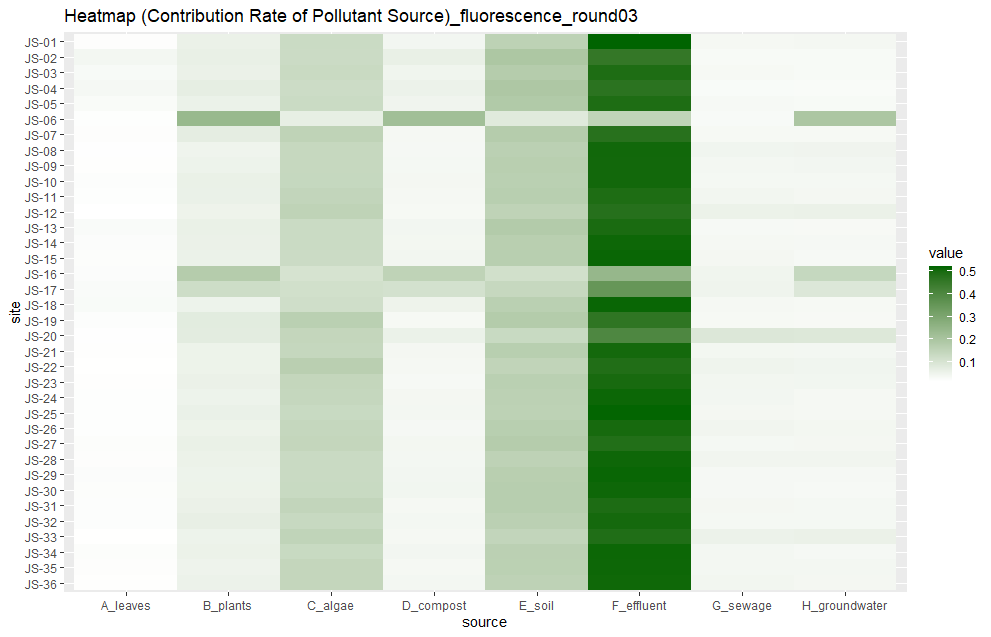 Heatmap (Contribution Rate of Pollutant Source)_fluorescence_round03
JS-01
JS-02
JS-03
JS-04
JS-05
JS-06
JS-07
JS-08
JS-09
JS-10
JS-11
JS-12
JS-13
JS-14
JS-15
JS-16
JS-17
JS-18
JS-19
JS-20
JS-21
JS-22
JS-23
JS-24
JS-25
JS-26
JS-27
JS-28
JS-29
JS-30
JS-31
JS-32
JS-33
JS-34
JS-35
JS-36
site
A_leaves B_plants C_algae D_compost E_soil F_effluent G_sewage H_groundwater
source
value
0.5
0.4
0.3
0.2
0.1